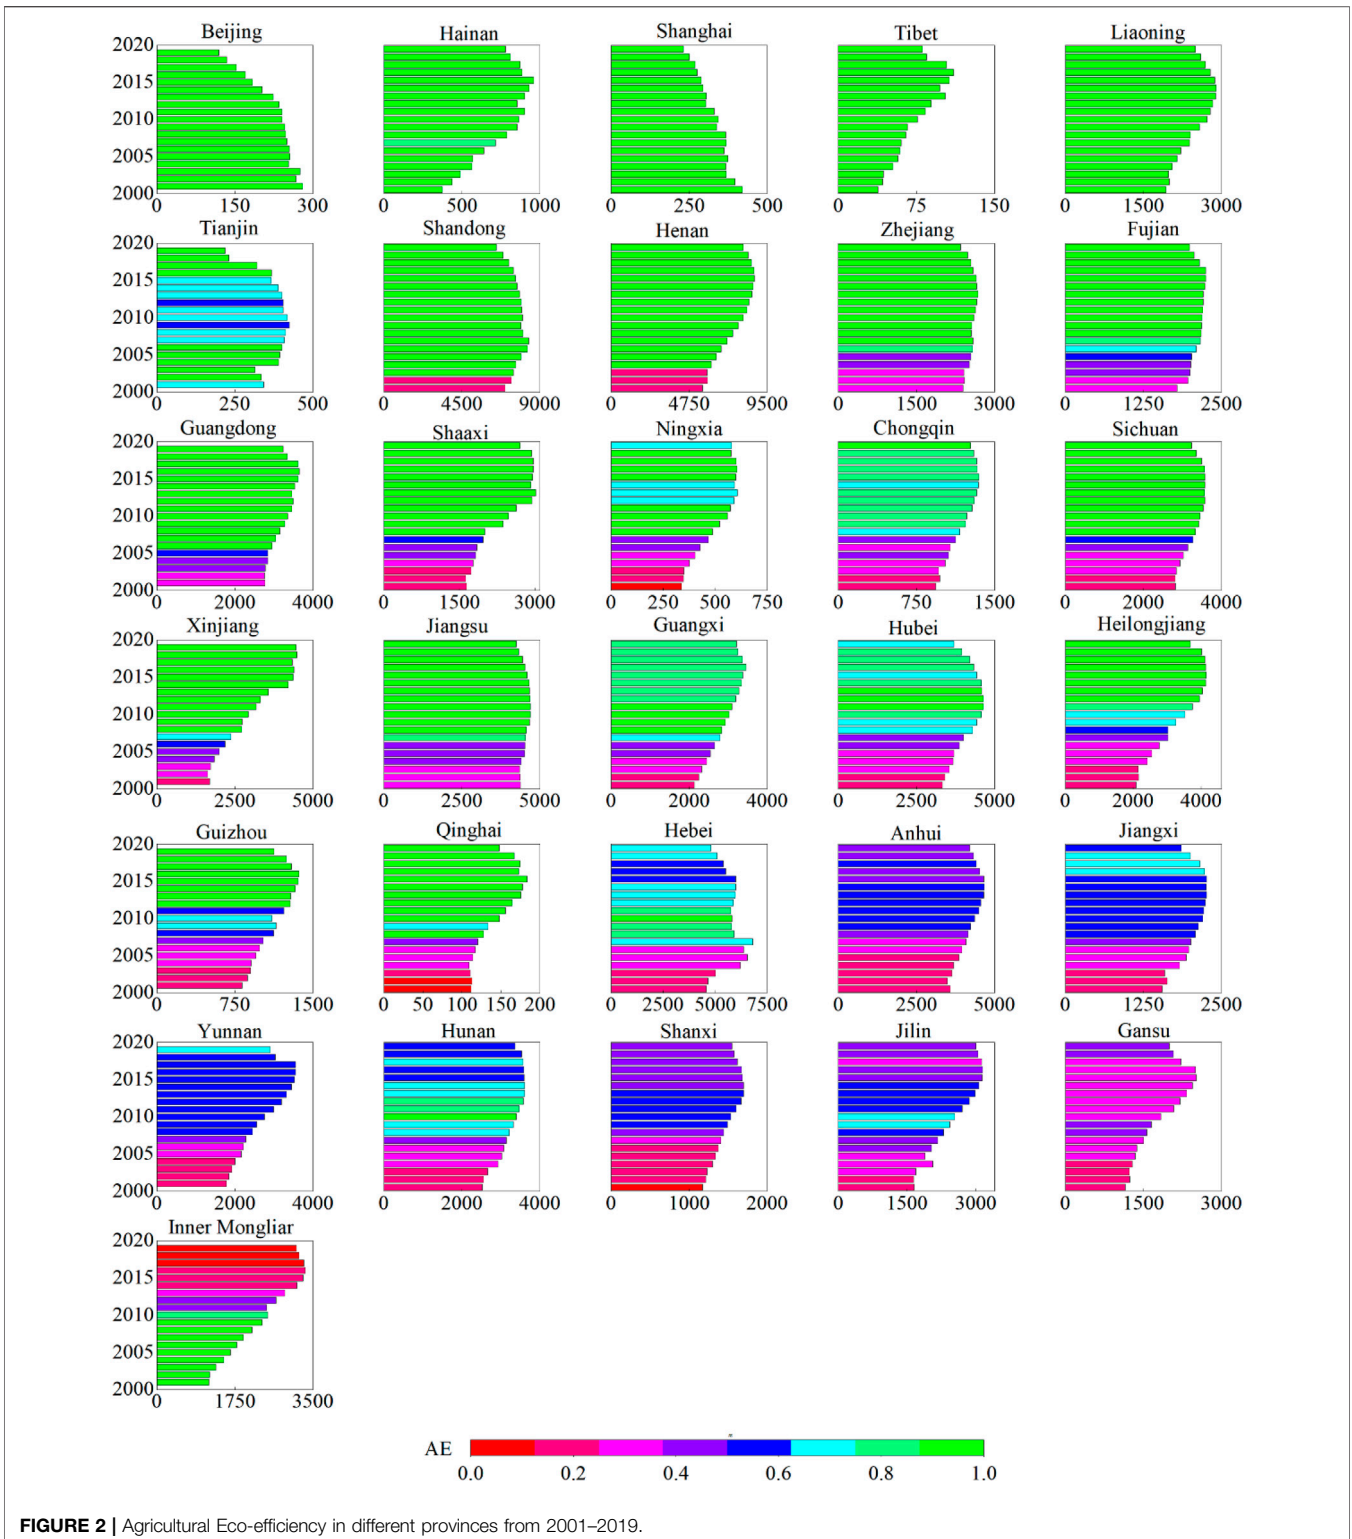 Beijing Hainan Shanghai Tibet Liaoning
2020
2015
2010
2005
2000
0 150 300 0 500 1000 0 250 500 0 75 150 0 1500 3000
Tianjin Shandong Henan Zhejiang Fujian
2020
2015
2010
2005
2000
0 250 500 0 4500 9000 0 4750 9500 0 1500 3000 0 1250 2500
Guangdong Shaaxi Ningxia Chongqin Sichuan
2020
2015
2010
2005
2000
0 2000 4000 0 1500 3000 0 250 500 750 0 750 1500 0 2000 4000
Xinjiang Jiangsu Guangxi Hubei Heilongjiang
2020
2015
2010
2005
2000
0 2500 5000 0 2500 5000 0 2000 4000 0 2500 5000 0 2000 4000
Guizhou Qinghai Hebei Anhui Jiangxi
2020
2015
2010
2005
2000
0 750 1500 0 50 100 150 200 0 2500 5000 7500 0 2500 5000 0 1250 2500
Yunnan Hunan Shanxi Jilin Gansu
2020
2015
2010
2005
2000
0 2000 4000 0 2000 4000 0 1000 2000 0 1500 3000 0 1500 3000
Inner Mongliar
2020
2015
2010
2005
2000
0 1750 3500
AE
0.0 0.2 0.4 0.6 0.8 1.0
FIGURE 2 | Agricultural Eco-efficiency in different provinces from 2001–2019.